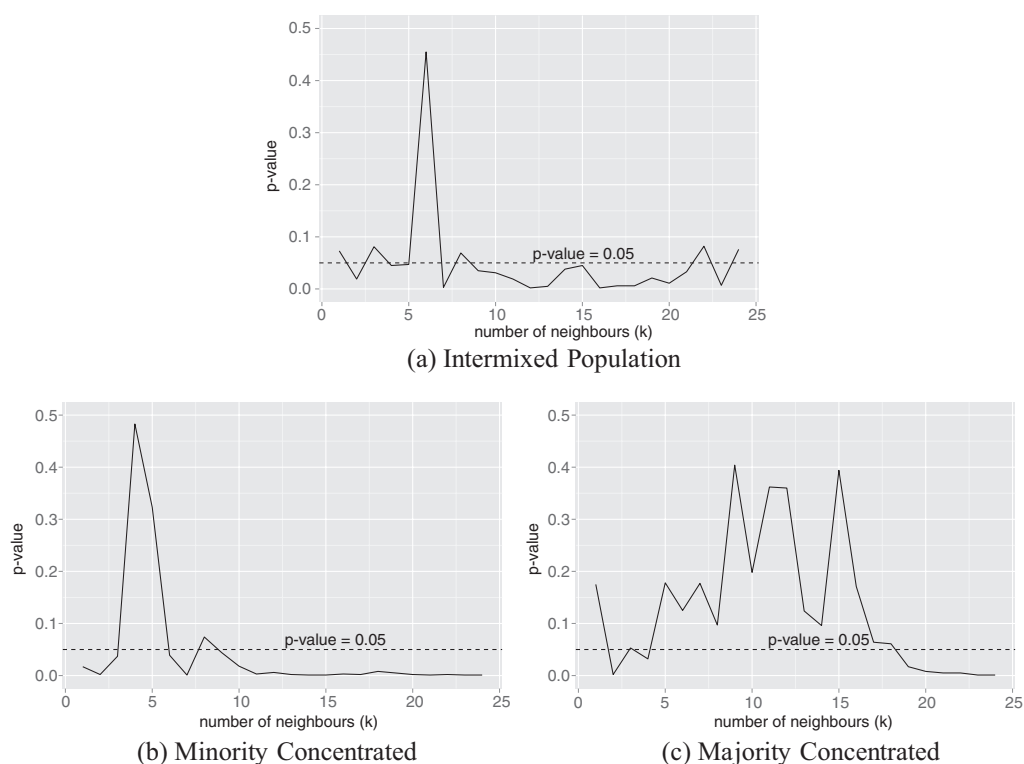 0.5
0.4
0.3
0.2
0.1
0.0
p-value
p-value = 0.05
0 5 10 15 20 25
number of neighbours (k)
(a) Intermixed Population
0.5
0.4
0.3
0.2
0.1
0.0
p-value
p-value = 0.05
0 5 10 15 20 25
number of neighbours (k)
(b) Minority Concentrated
0.5
0.4
0.3
0.2
0.1
0.0
p-value
p-value = 0.05
0 5 10 15 20 25
number of neighbours (k)
(c) Majority Concentrated